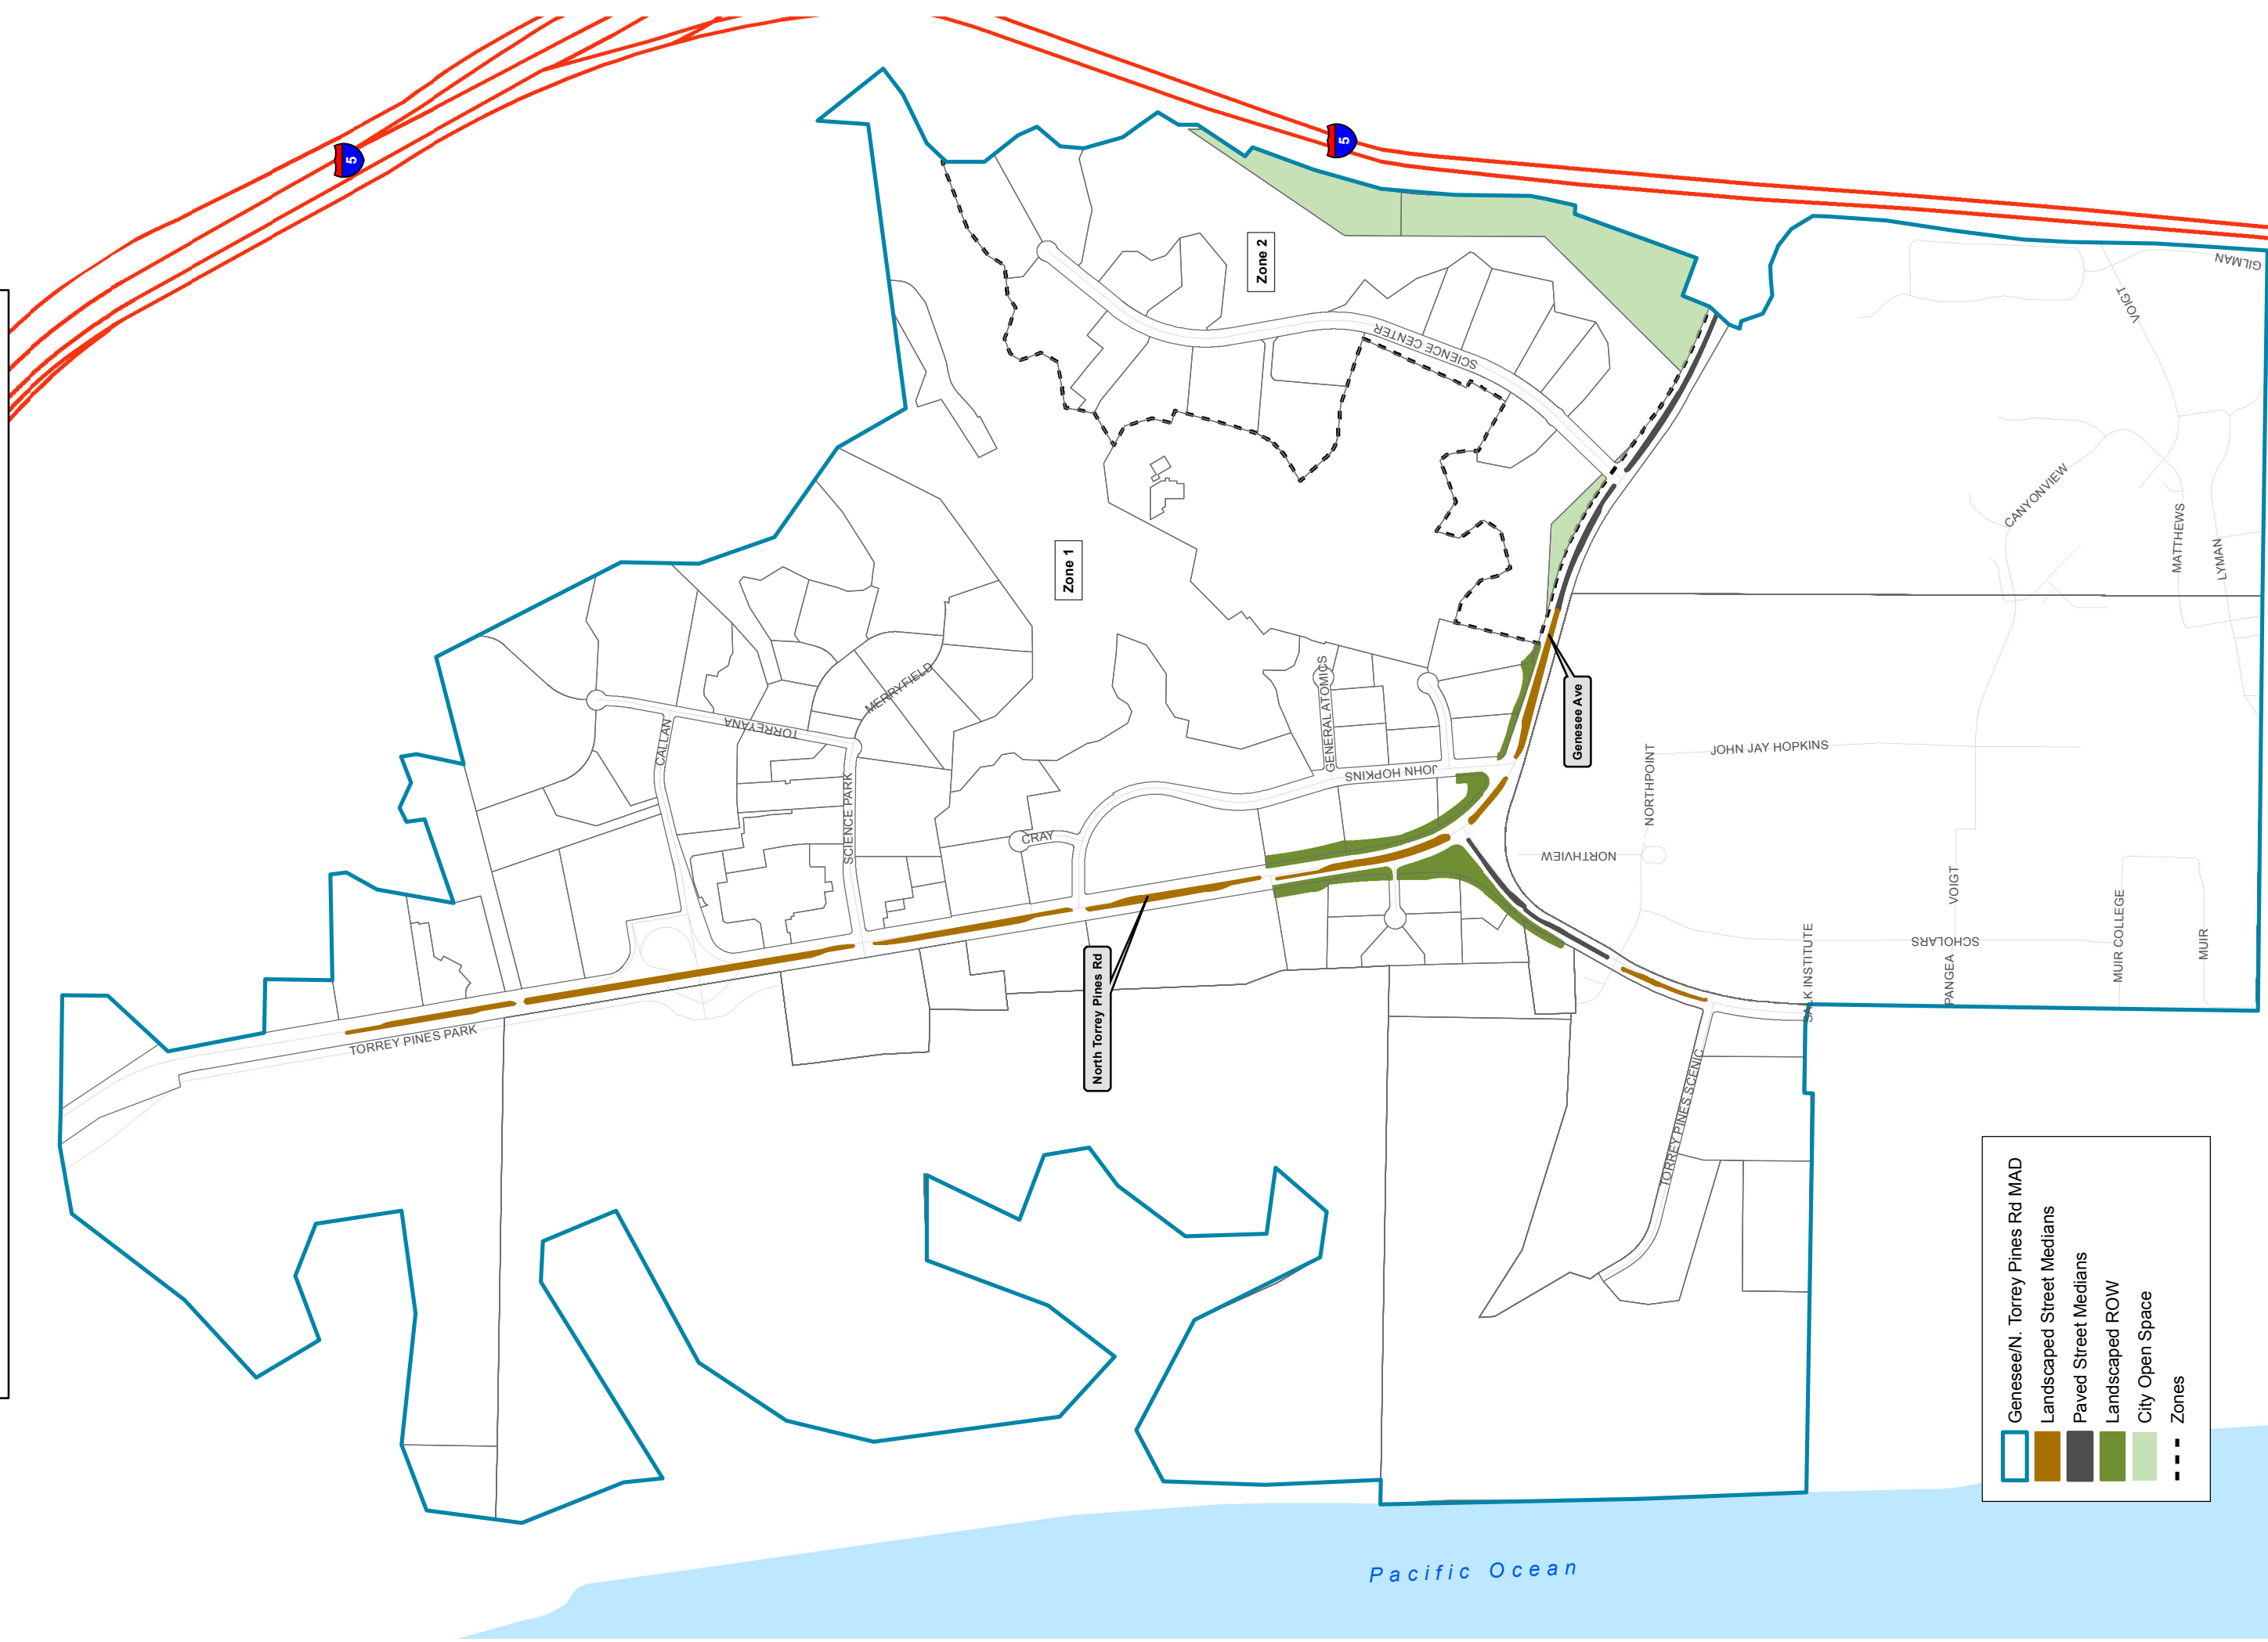 5
5
Zone 2
Zone 1
SCIENCE CENTER
GILMAN
VOIGT
CANYONVIEW
MATTHEWS
LYMAN
MERRYFIELD
TORREYANA
CALLAN
SCIENCE PARK
GENERAL ATOMICS
JOHN HOPKINS
CRAY
Genesee Ave
NORTHPOINT
JOHN JAY HOPKINS
NORTHVIEW
VOIGT
SCHOLARS
PANGEA
MUIR COLLEGE
MUIR
SALK INSTITUTE
North Torrey Pines Rd
TORREY PINES PARK
TORREY PINES SCENIC
Genesee/N. Torrey Pines Rd MAD
Landscaped Street Medians
Paved Street Medians
Landscaped ROW
City Open Space
Zones
Pacific Ocean